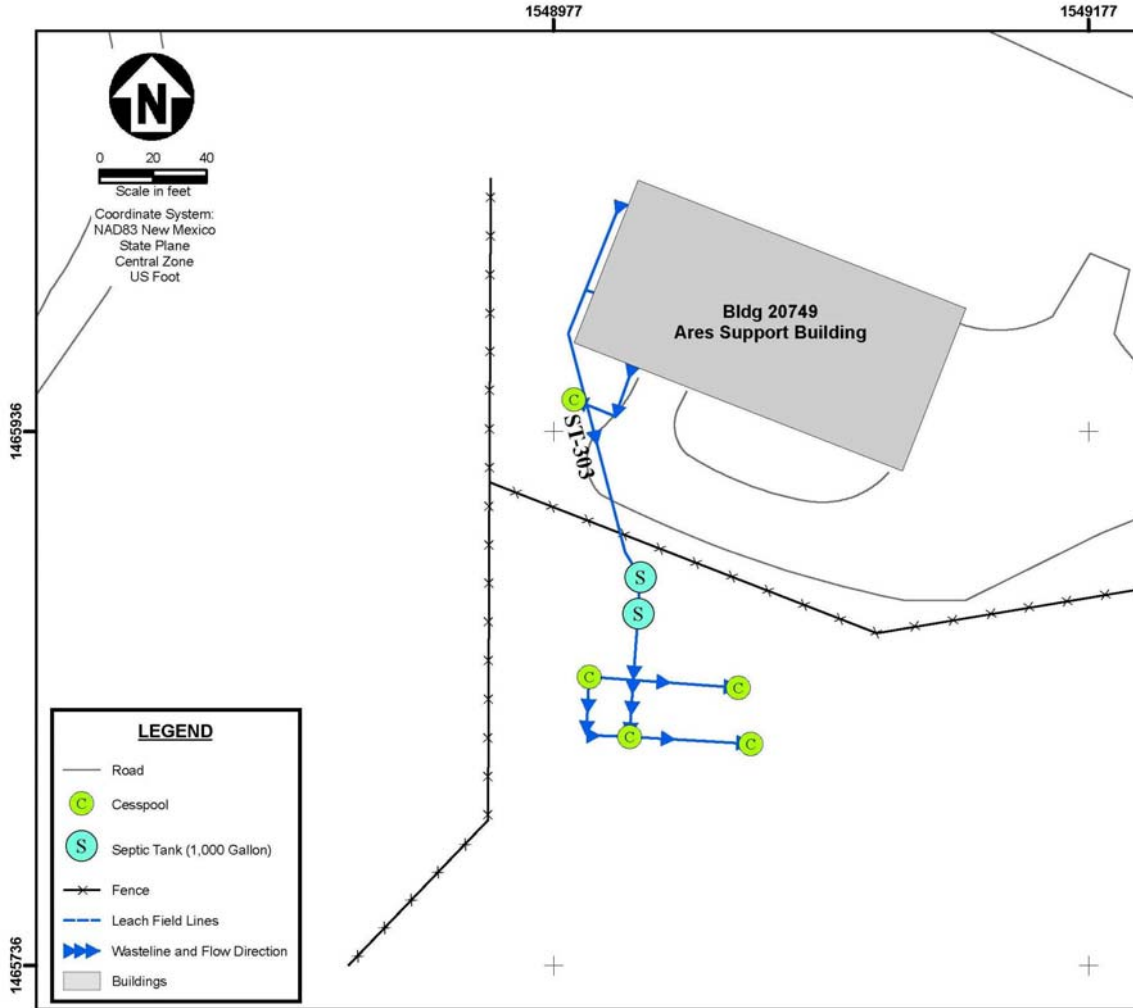 1548977
1549177
N
0 20 40
Scale in feet
Coordinate System:
NAD83 New Mexico
State Plane
Central Zone
US Foot
Bldg 20749
Ares Support Building
C
1465936
ST-303
S
S
C
C
C
C
LEGEND
Road
C
Cesspool
S
Septic Tank (1,000 Gallon)
Fence
Leach Field Lines
Wasteline and Flow Direction
Buildings
1465736